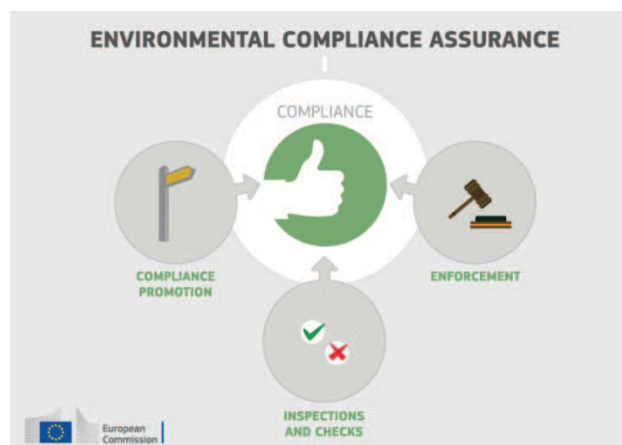 ENVIRONMENTAL COMPLIANCE ASSURANCE
COMPLIANCE
COMPLIANCE
PROMOTION
ENFORCEMENT
INSPECTIONS
AND CHECKS
European
Commission